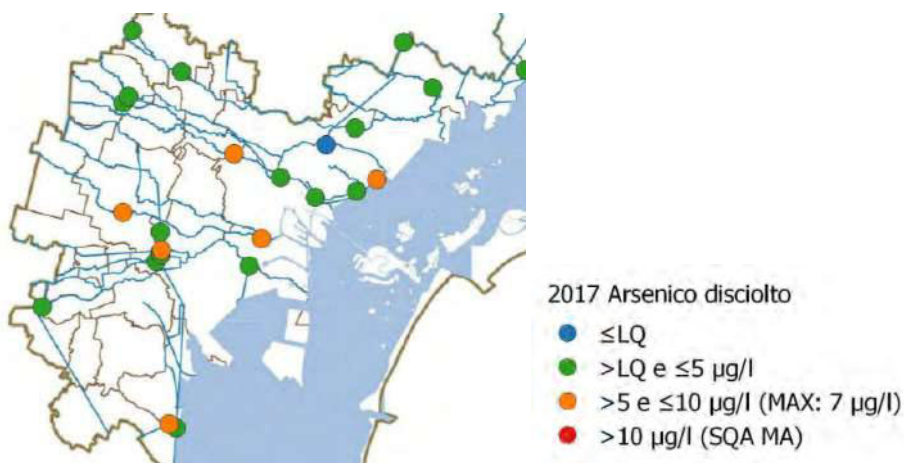 2017 Arsenico disciolto
≤LQ
>LQ e ≤5 µg/l
>5 e ≤10 µg/l (MAX: 7 µg/l)
>10 µg/l (SQA MA)